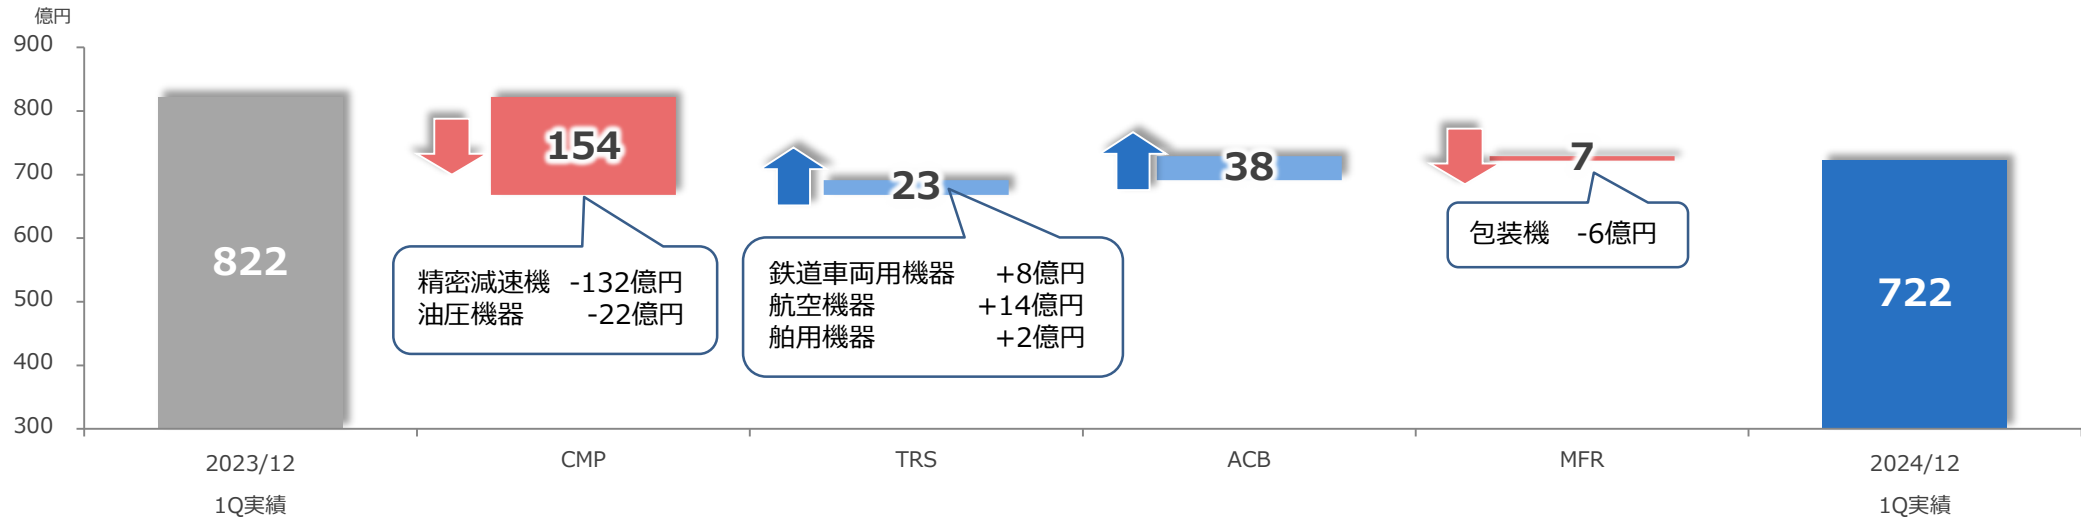 億円
900
800
700
600
500
400
300
822
154
23
38
7
722
精密減速機 -132億円
油圧機器 -22億円
鉄道車両用機器 +8億円
航空機器 +14億円
舶用機器 +2億円
包装機 -6億円
2023/12
1Q実績
CMP
TRS
ACB
MFR
2024/12
1Q実績